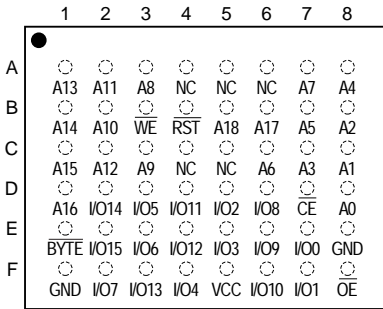 1 2 3 4 5 6 7 8
A
A13 A11 A8 NC NC NC A7 A4
B
A14 A10 WE RST A18 A17 A5 A2
C
A15 A12 A9 NC NC A6 A3 A1
D
A16 I/O14 I/O5 I/O11 I/O2 I/O8 CE A0
E
BYTE I/O15 I/O6 I/O12 I/O3 I/O9 I/O0 GND
F
GND I/O7 I/O13 I/O4 VCC I/O10 I/O1 OE